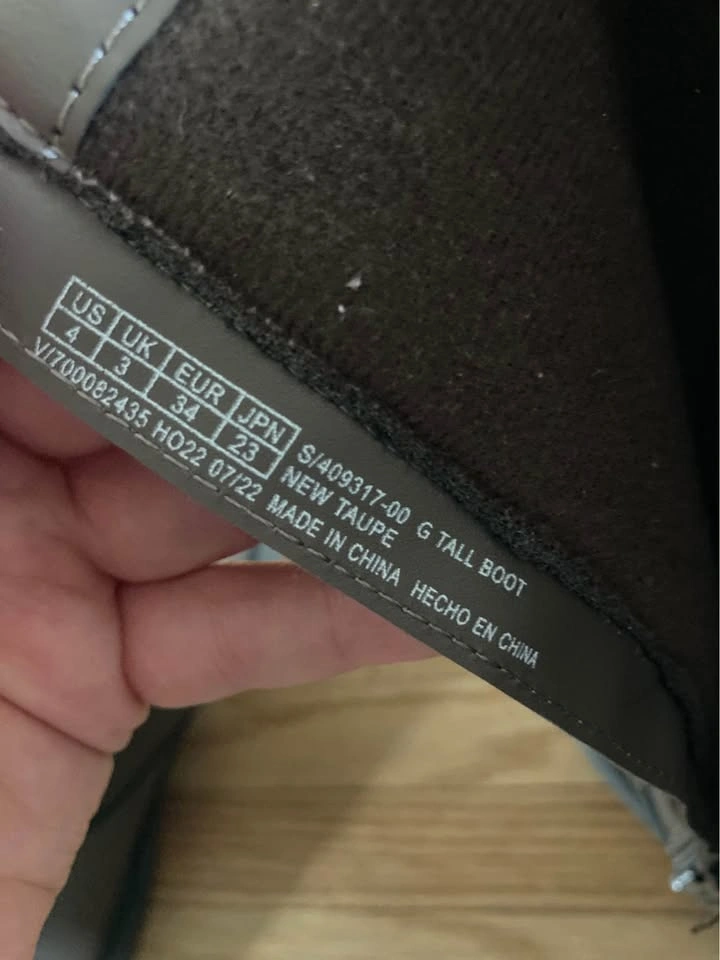 US UK EUR JPN
4 3 34 23
S/409317-00 G TALL BOOT
NEW TAUPE
V/700082435 HO22 07/22 MADE IN CHINA HECHO EN CHINA